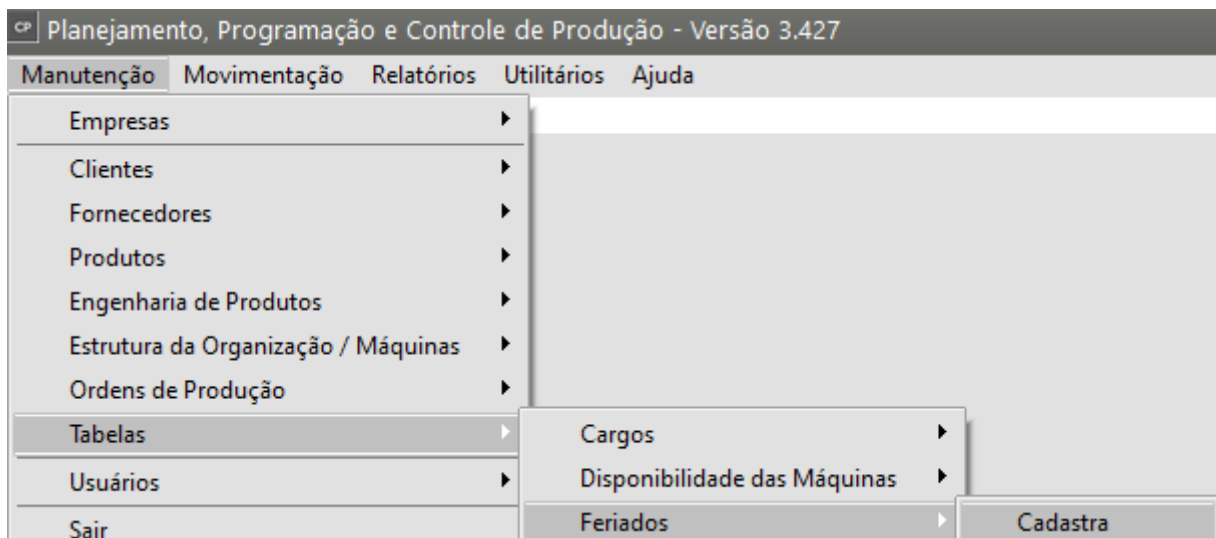 CP Planejamento, Programação e Controle de Produção - Versão 3.427
Manutenção Movimentação Relatórios Utilitários Ajuda
Empresas
Clientes
Fornecedores
Produtos
Engenharia de Produtos
Estrutura da Organização / Máquinas
Ordens de Produção
Tabelas
Usuários
Sair
Cargos
Disponibilidade das Máquinas
Feriados
Cadastra